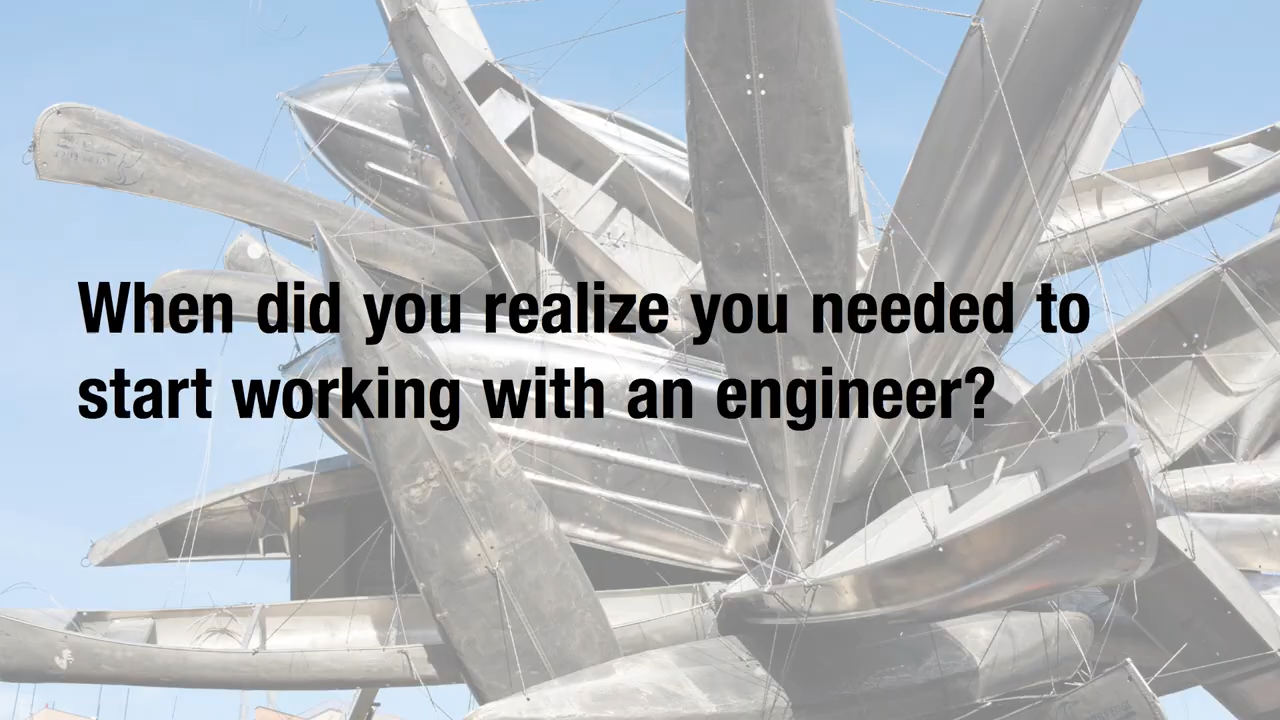 When did you realize you needed to
start working with an engineer?